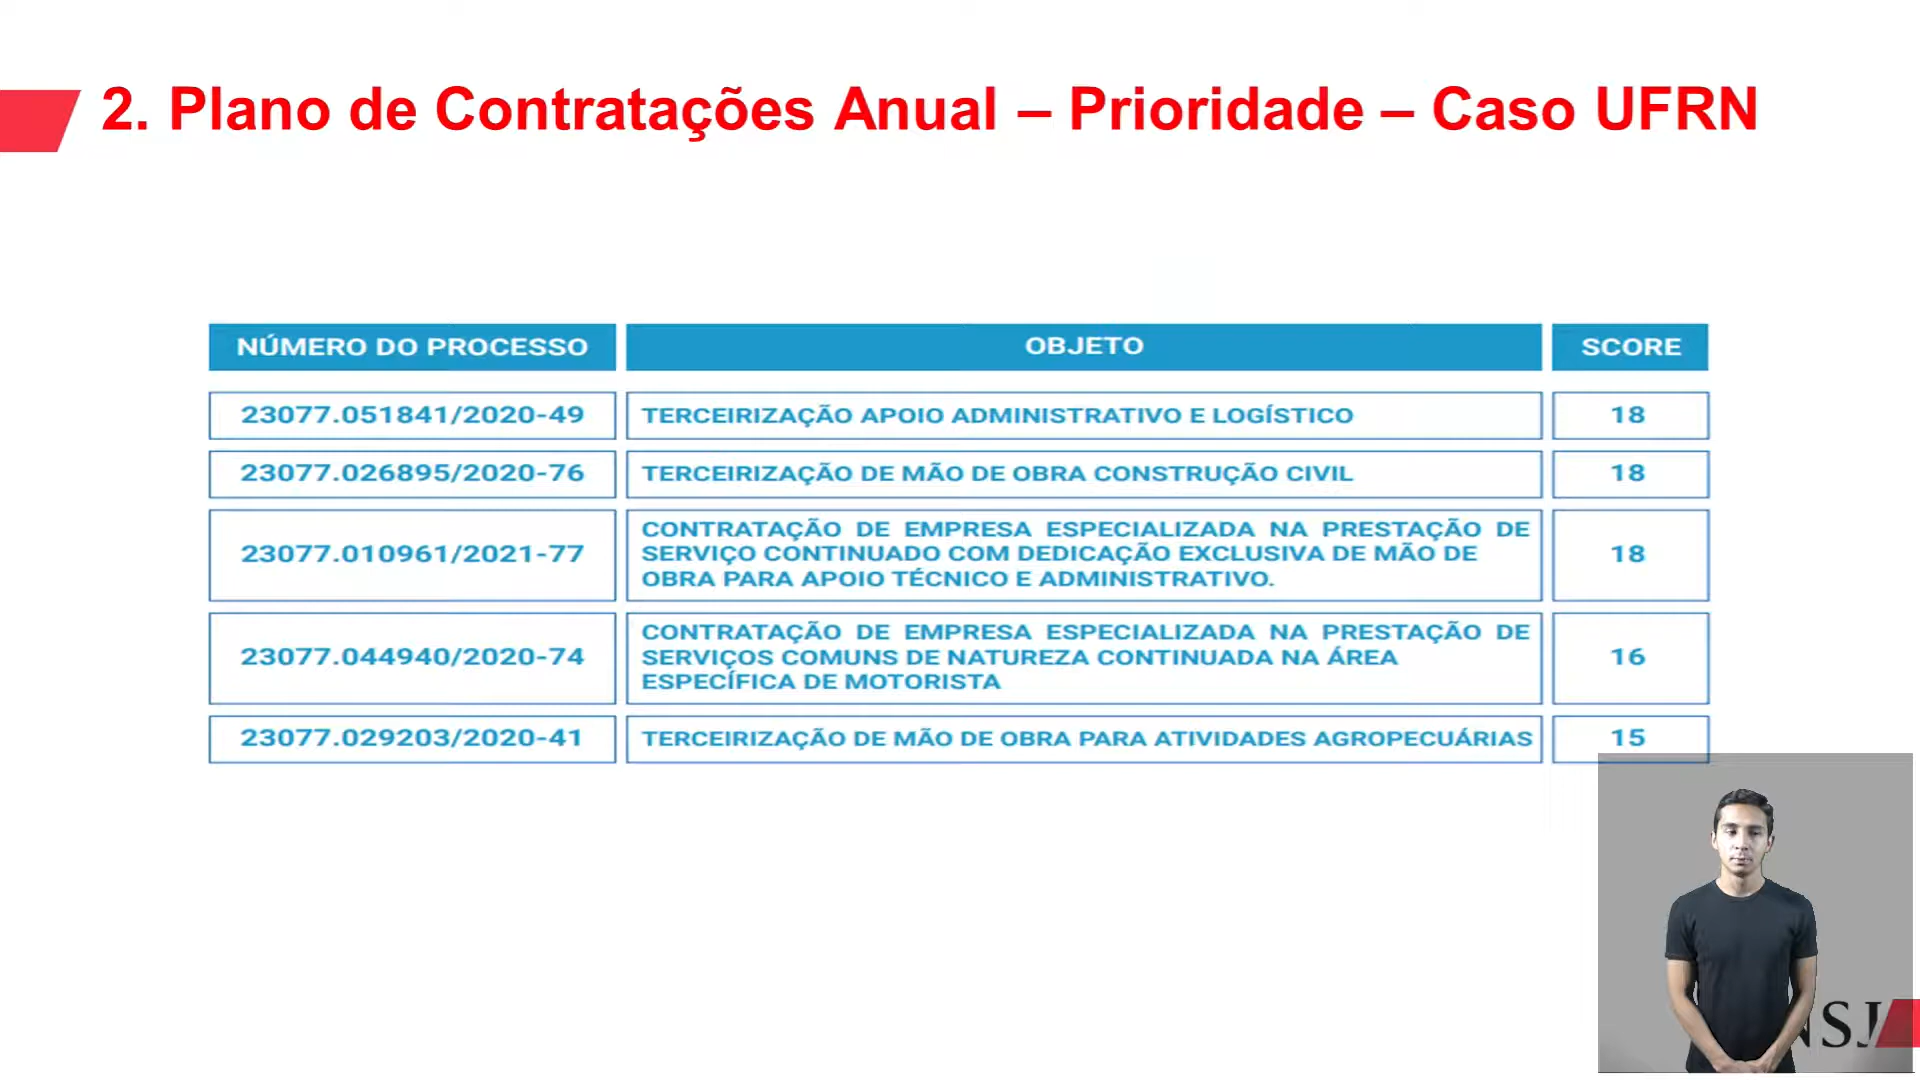 2. Plano de Contratações Anual – Prioridade – Caso UFRN
NÚMERO DO PROCESSO OBJETO SCORE
23077.051841/2020-49 TERCEIRIZAÇÃO APOIO ADMINISTRATIVO E LOGÍSTICO 18
23077.026895/2020-76 TERCEIRIZAÇÃO DE MÃO DE OBRA CONSTRUÇÃO CIVIL 18
23077.010961/2021-77
CONTRATAÇÃO DE EMPRESA ESPECIALIZADA NA PRESTAÇÃO DE
SERVIÇO CONTINUADO COM DEDICAÇÃO EXCLUSIVA DE MÃO DE
OBRA PARA APOIO TÉCNICO E ADMINISTRATIVO.
18
23077.044940/2020-74
CONTRATAÇÃO DE EMPRESA ESPECIALIZADA NA PRESTAÇÃO DE
SERVIÇOS COMUNS DE NATUREZA CONTINUADA NA ÁREA
ESPECÍFICA DE MOTORISTA
16
23077.029203/2020-41 TERCEIRIZAÇÃO DE MÃO DE OBRA PARA ATIVIDADES AGROPECUÁRIAS 15